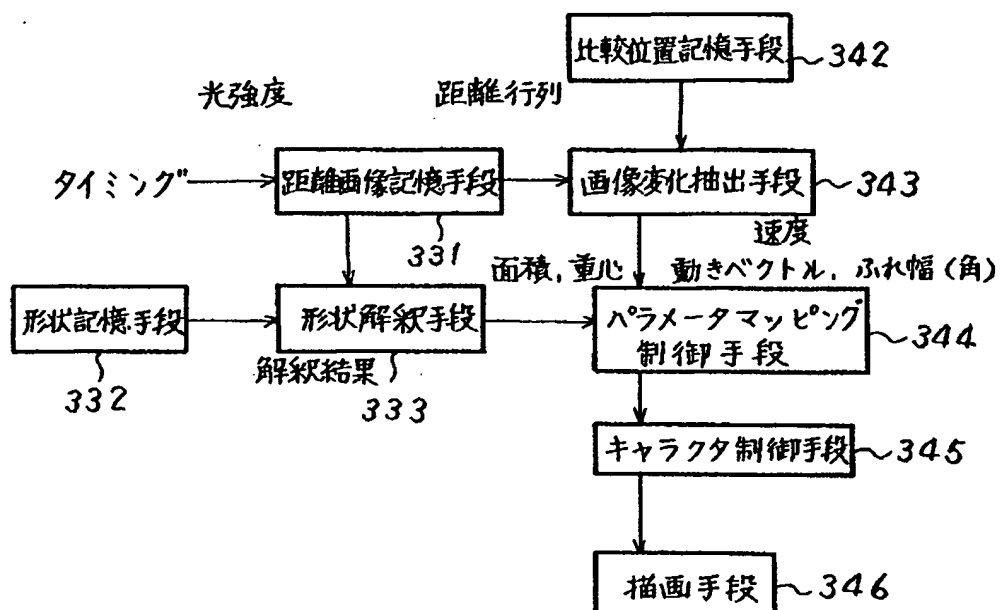 比較位置記憶手段
342
光強度
距離行列
タイミング
距離画像記憶手段
画像変化抽出手段
343
331
速度
面積,重心
動きベクトル,ふれ幅(角)
形状記憶手段
形状解釈手段
パラメータマッピング
制御手段
344
332
解釈結果
333
キャラクタ制御手段
345
描画手段
346